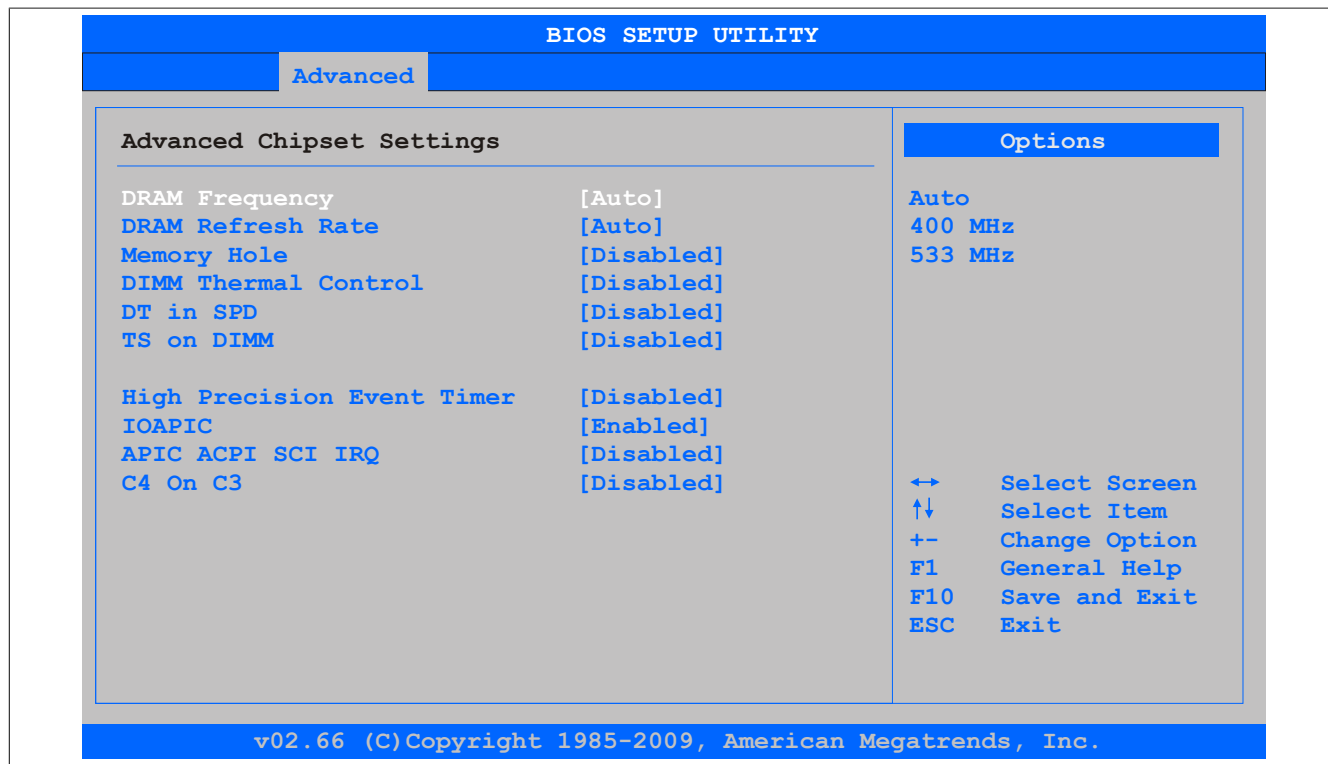 BIOS SETUP UTILITY
Advanced
Advanced Chipset Settings
DRAM Frequency [Auto]
DRAM Refresh Rate [Auto]
Memory Hole [Disabled]
DIMM Thermal Control [Disabled]
DT in SPD [Disabled]
TS on DIMM [Disabled]
High Precision Event Timer [Disabled]
IOAPIC [Enabled]
APIC ACPI SCI IRQ [Disabled]
C4 On C3 [Disabled]
Options
Auto
400 MHz
533 MHz
↔ Select Screen
↑↓ Select Item
+- Change Option
F1 General Help
F10 Save and Exit
ESC Exit
v02.66 (C)Copyright 1985-2009, American Megatrends, Inc.